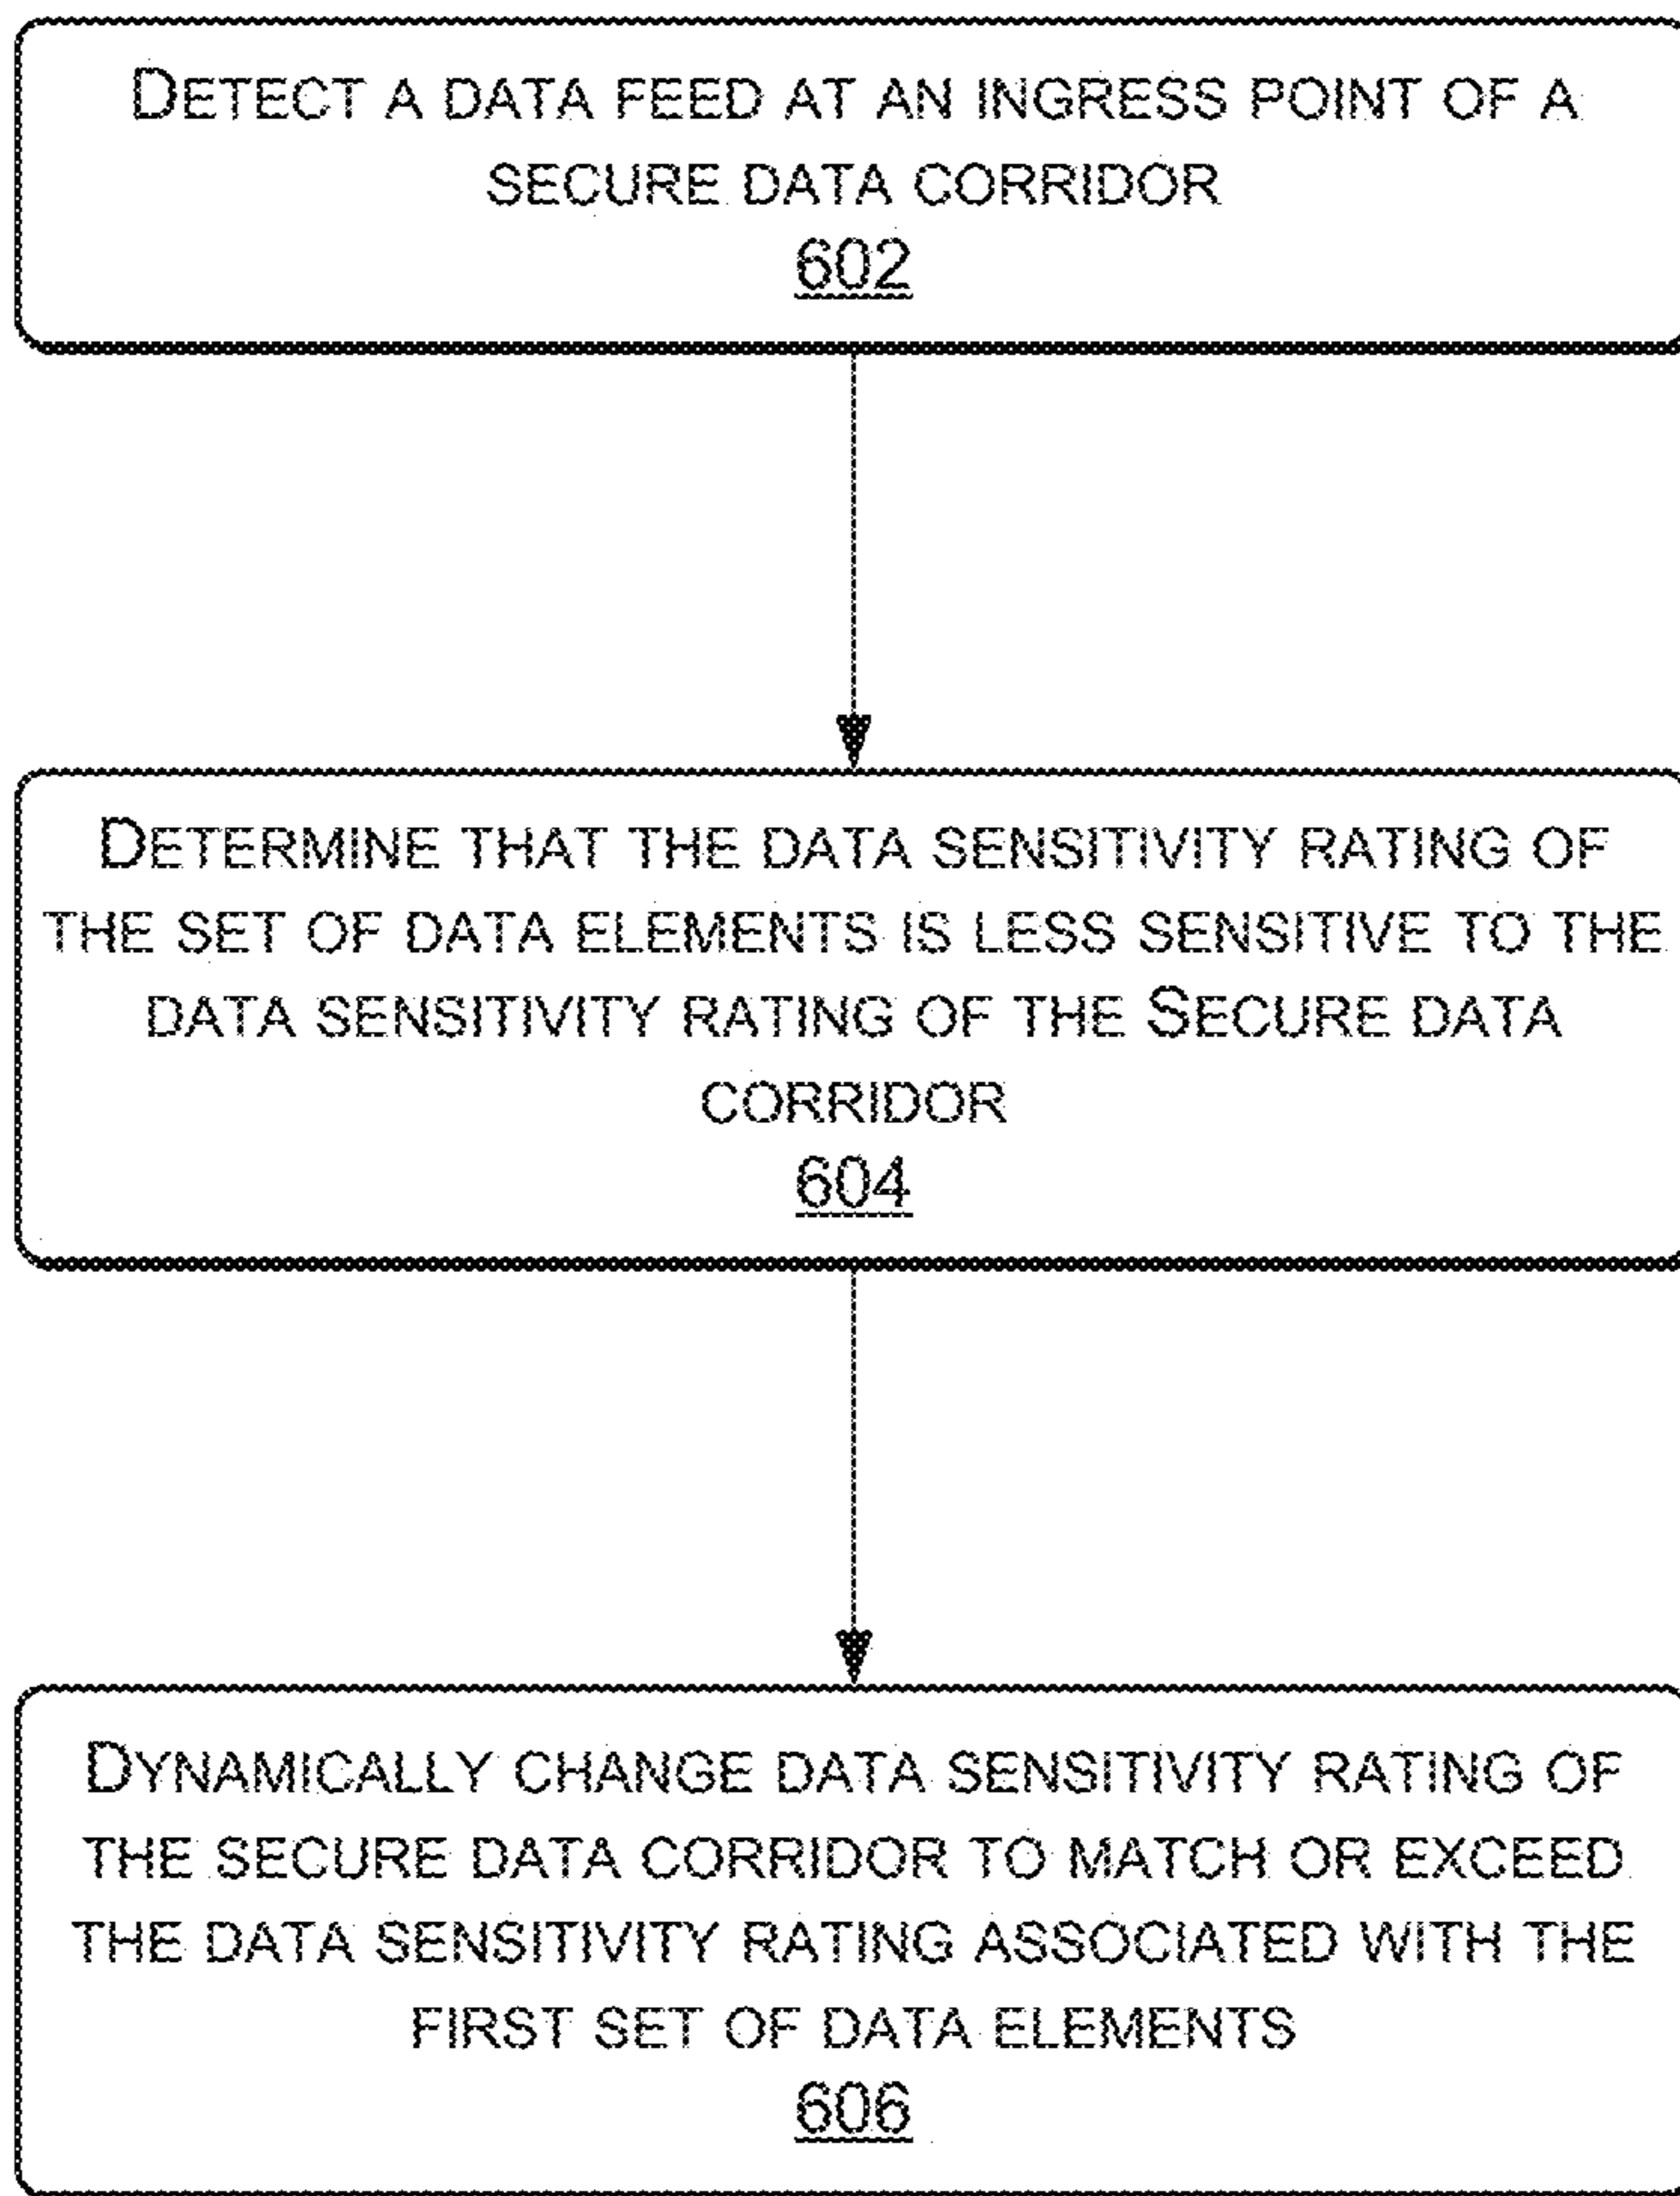 DETECT A DATA FEED AT AN INGRESS POINT OF A
SECURE DATA CORRIDOR
602
DETERMINE THAT THE DATA SENSITIVITY RATING OF
THE SET OF DATA ELEMENTS IS LESS SENSITIVE TO THE
DATA SENSITIVITY RATING OF THE SECURE DATA
CORRIDOR
604
DYNAMICALLY CHANGE DATA SENSITIVITY RATING OF
THE SECURE DATA CORRIDOR TO MATCH OR EXCEED
THE DATA SENSITIVITY RATING ASSOCIATED WITH THE
FIRST SET OF DATA ELEMENTS
606